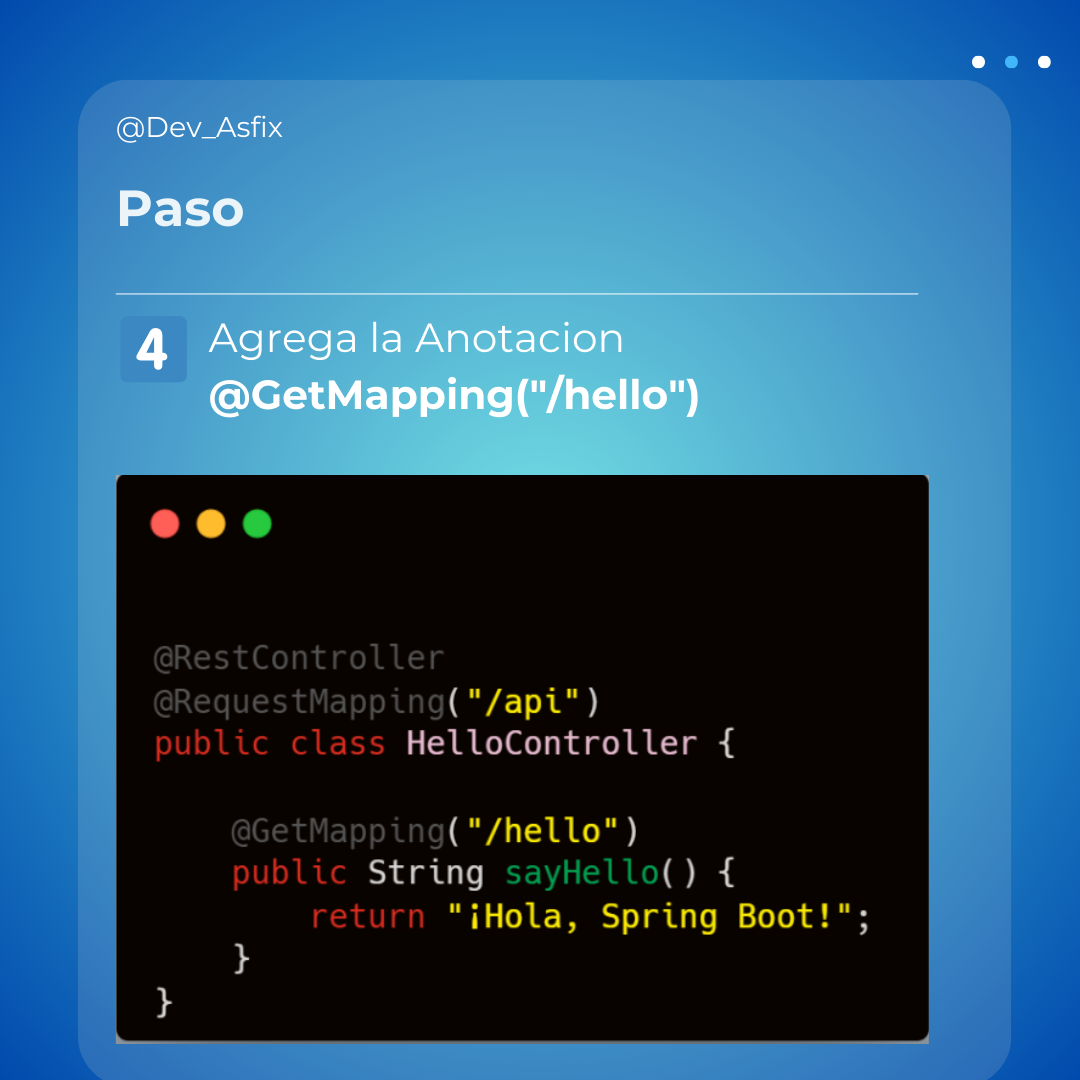 @Dev_Asfix
Paso
4 Agrega la Anotacion
@GetMapping("/hello")
@RestController
@RequestMapping("/api")
public class HelloController {
@GetMapping("/hello")
public String sayHello() {
return "¡Hola, Spring Boot!";
}
}